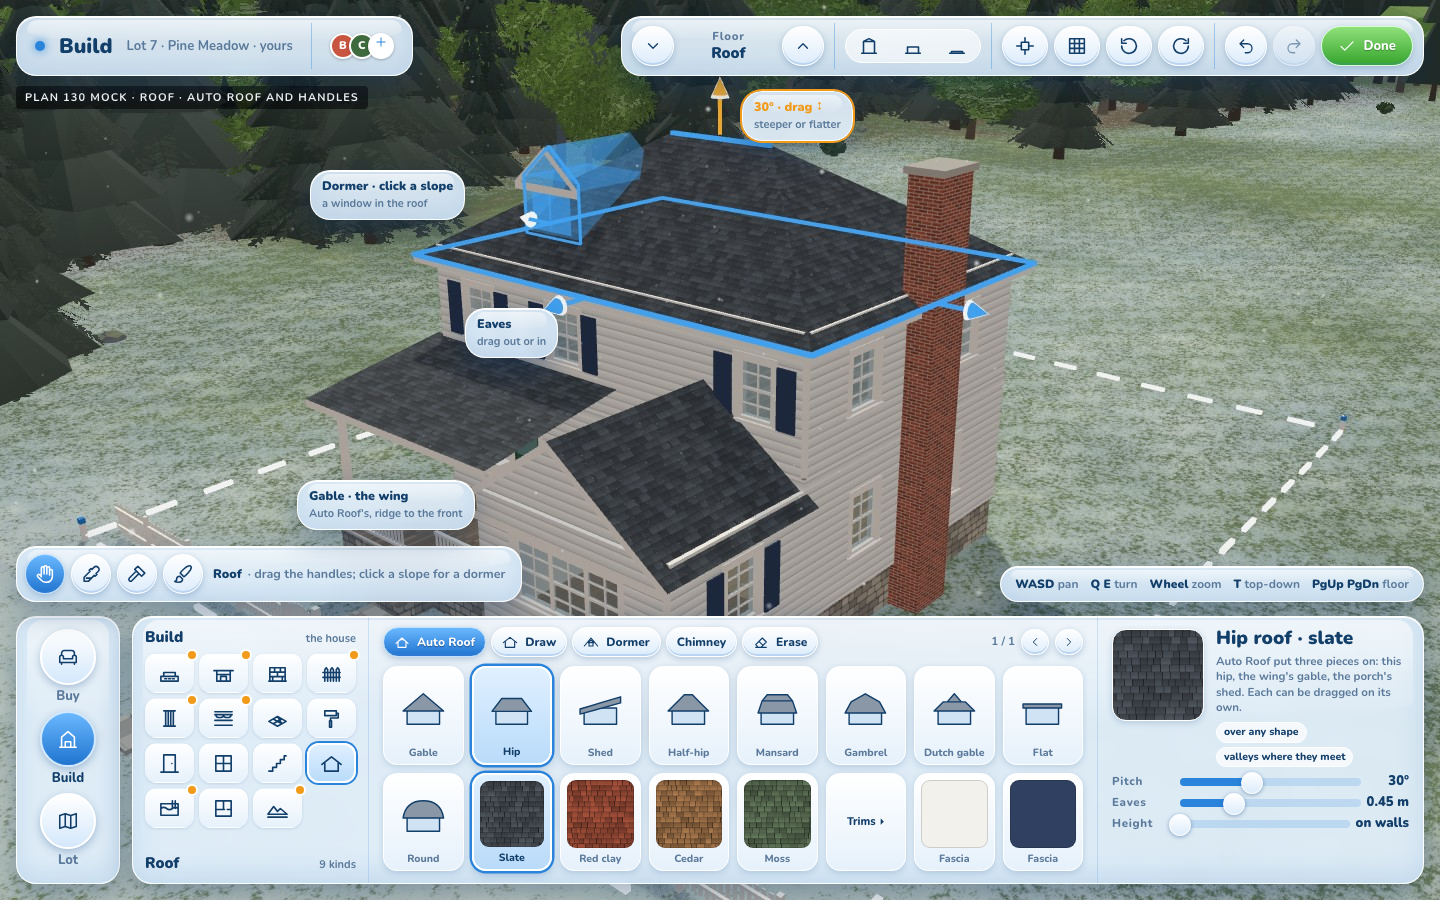 Build Lot 7 · Pine Meadow · yours
B C +
Floor
Roof
Done
PLAN 130 MOCK · ROOF · AUTO ROOF AND HANDLES
30° · drag ↕
steeper or flatter
Dormer · click a slope
a window in the roof
Eaves
drag out or in
Gable · the wing
Auto Roof's, ridge to the front
Roof · drag the handles; click a slope for a dormer
WASD pan Q E turn Wheel zoom T top-down PgUp PgDn floor
Buy
Build
Lot
Build the house
Roof 9 kinds
Auto Roof Draw Dormer Chimney Erase 1 / 1
Gable Hip Shed Half-hip Mansard Gambrel Dutch gable Flat
Trims ▸
Round Slate Red clay Cedar Moss Fascia Fascia
Hip roof · slate
Auto Roof put three pieces on: this
hip, the wing's gable, the porch's
shed. Each can be dragged on its
own.
over any shape
valleys where they meet
Pitch 30°
Eaves 0.45 m
Height on walls